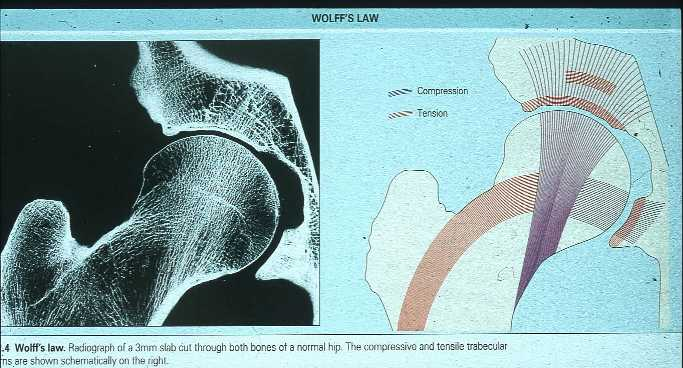 WOLFF'S LAW
Compression
Tension
.4 Wolff's law. Radiograph of a 3mm slab cut through both bones of a normal hip. The compressive and tensile trabecular
ns are shown schematically on the right.